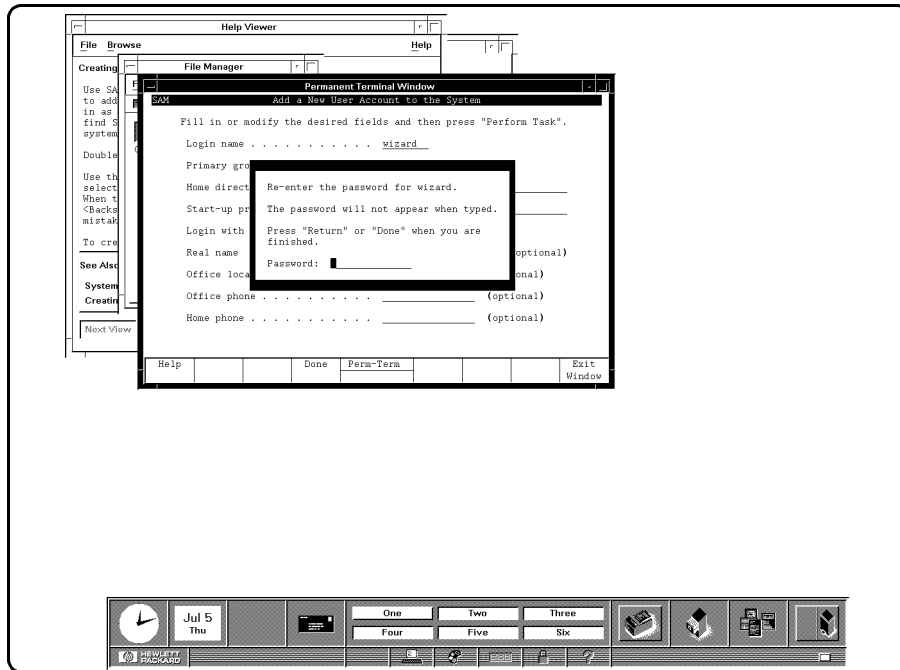 Help Viewer
File Browse Help
Creating
File Manager
Permanent Terminal Window
Use SA
to add
in as
find S
system
Double
Use th
select
When t
<Backs
mistak
To cre
See Also
System
Creatin
Next View
F
SAM Add a New User Account to the System
Fill in or modify the desired fields and then press "Perform Task".
Login name . . . . . . . . . . . wizard
Primary gro
Home direct
Start-up pr
Login with
Real name optional)
Office loca onal)
Office phone . . . . . . . . . . (optional)
Home phone . . . . . . . . . . . (optional)
Re-enter the password for wizard.
The password will not appear when typed.
Press "Return" or "Done" when you are
finished.
Password:
Help Done Perm-Term Exit
Window
Jul 5
Thu
One Two Three
Four Five Six
hp HEWLETT
PACKARD